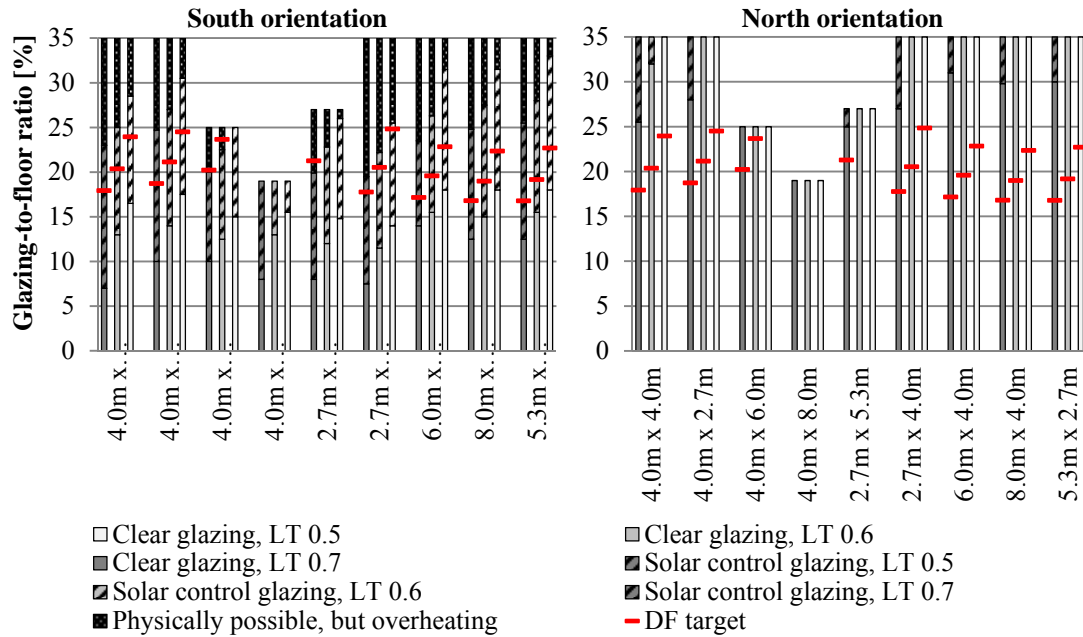 South orientation
North orientation
Glazing-to-floor ratio [%]
35
30
25
20
15
10
5
0
4.0m x..
4.0m x..
4.0m x..
4.0m x..
2.7m x..
2.7m x..
6.0m x..
8.0m x..
5.3m x..
35
30
25
20
15
10
5
0
4.0m x 4.0m
4.0m x 2.7m
4.0m x 6.0m
4.0m x 8.0m
2.7m x 5.3m
2.7m x 4.0m
6.0m x 4.0m
8.0m x 4.0m
5.3m x 2.7m
Clear glazing, LT 0.5
Clear glazing, LT 0.6
Clear glazing, LT 0.7
Solar control glazing, LT 0.5
Solar control glazing, LT 0.6
Solar control glazing, LT 0.7
Physically possible, but overheating
DF target